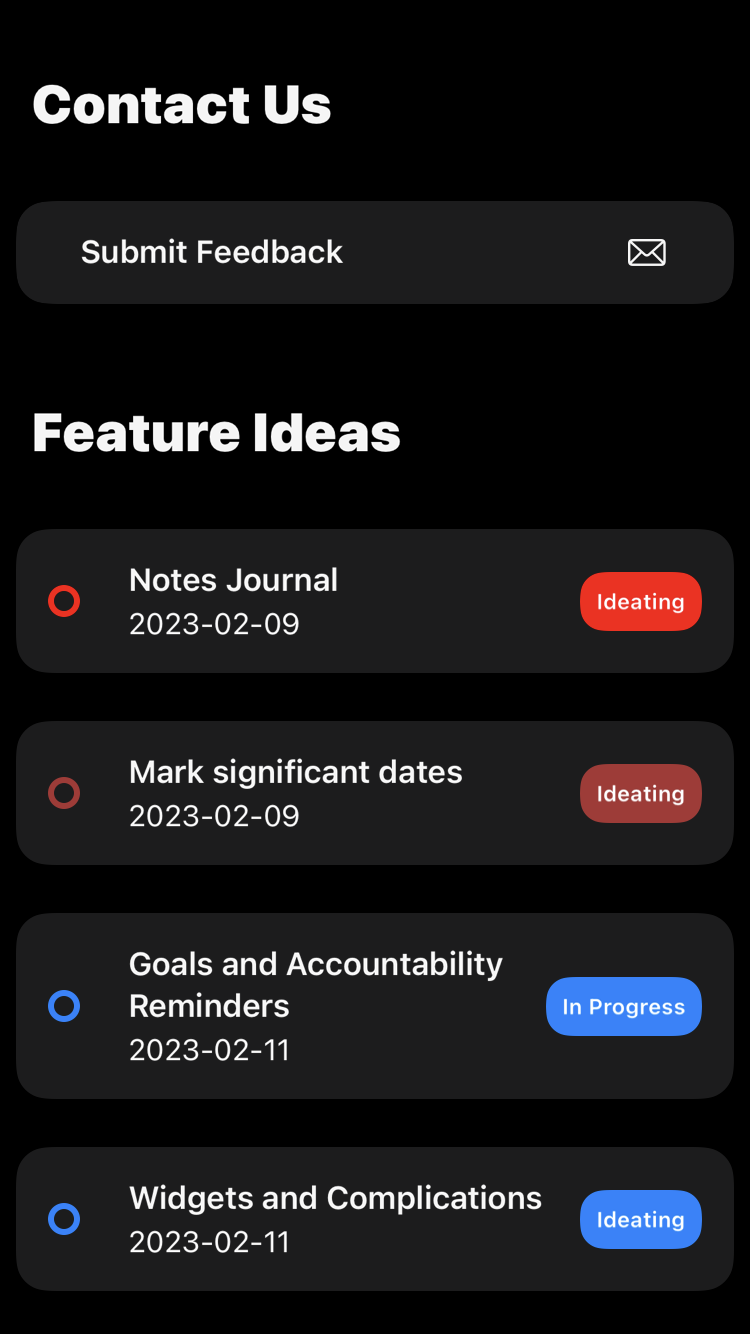 Contact Us
Submit Feedback
Feature Ideas
Notes Journal
2023-02-09
Ideating
Mark significant dates
2023-02-09
Ideating
Goals and Accountability
Reminders
2023-02-11
In Progress
Widgets and Complications
2023-02-11
Ideating